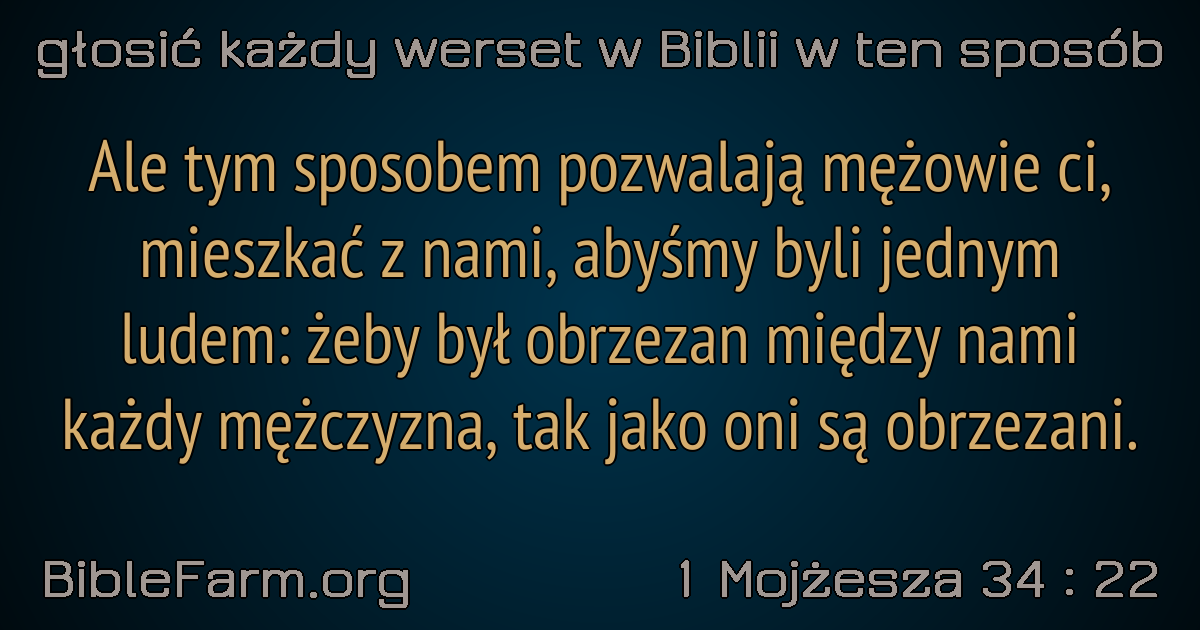 głosić każdy werset w Biblii w ten sposób
Ale tym sposobem pozwalają mężowie ci,
mieszkać z nami, abyśmy byli jednym
ludem: żeby był obrzezan między nami
każdy mężczyzna, tak jako oni są obrzezani.
BibleFarm.org
1 Mojżesza 34 : 22